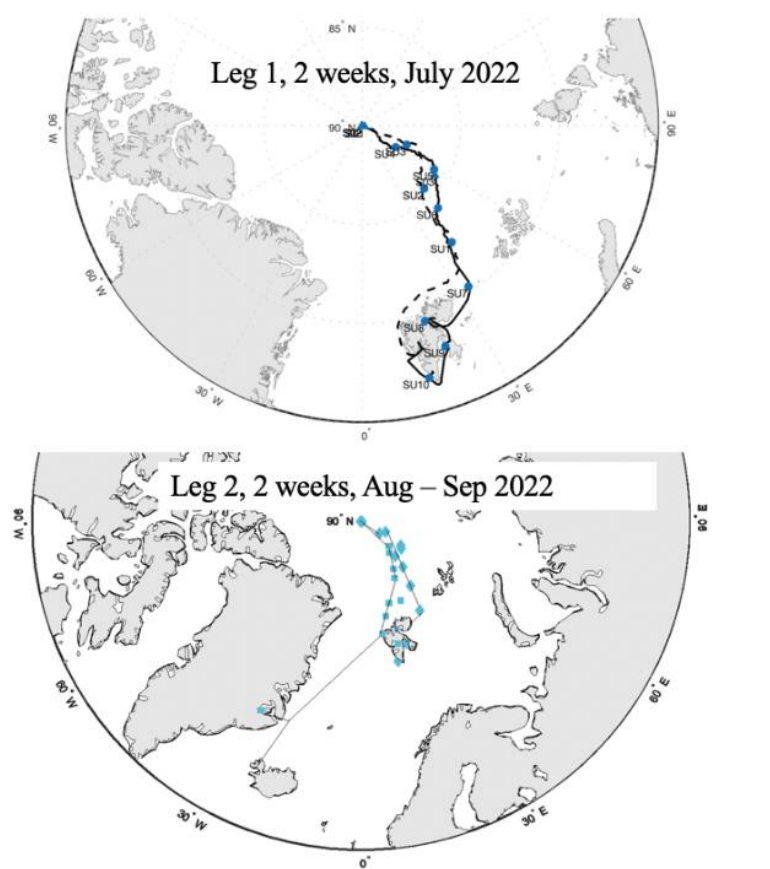 85° N
Leg 1, 2 weeks, July 2022
90° W
90° N
90° E
SU3
SU5
SU2
SU6
SU1
60° W
SU7
60° E
SU8
SU9
SU10
30° W
30° E
0°
Leg 2, 2 weeks, Aug – Sep 2022
90° W
90° N
90° E
60° W
60° E
30° W
30° E
0°